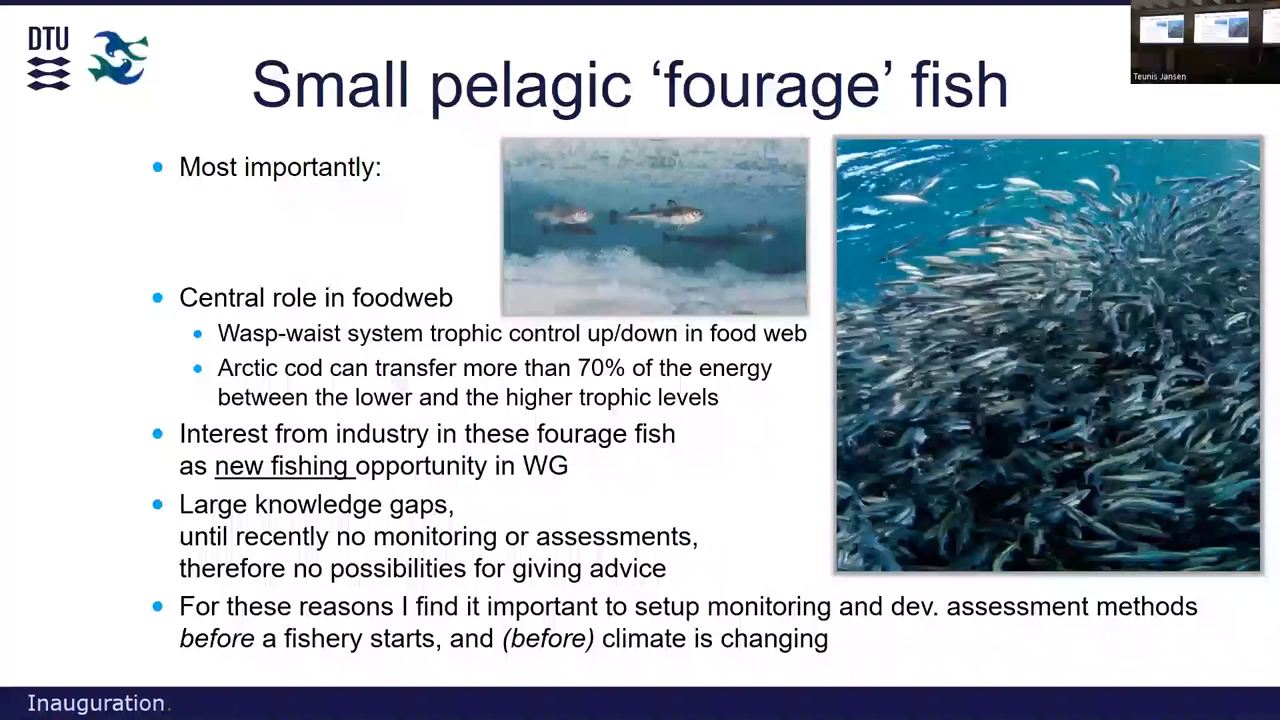 DTU
Teunis Jansen
Small pelagic ‘fourage’ fish
Most importantly:
Central role in foodweb
Wasp-waist system trophic control up/down in food web
Arctic cod can transfer more than 70% of the energy
between the lower and the higher trophic levels
Interest from industry in these fourage fish
as new fishing opportunity in WG
Large knowledge gaps,
until recently no monitoring or assessments,
therefore no possibilities for giving advice
For these reasons I find it important to setup monitoring and dev. assessment methods
before a fishery starts, and (before) climate is changing
Inauguration.